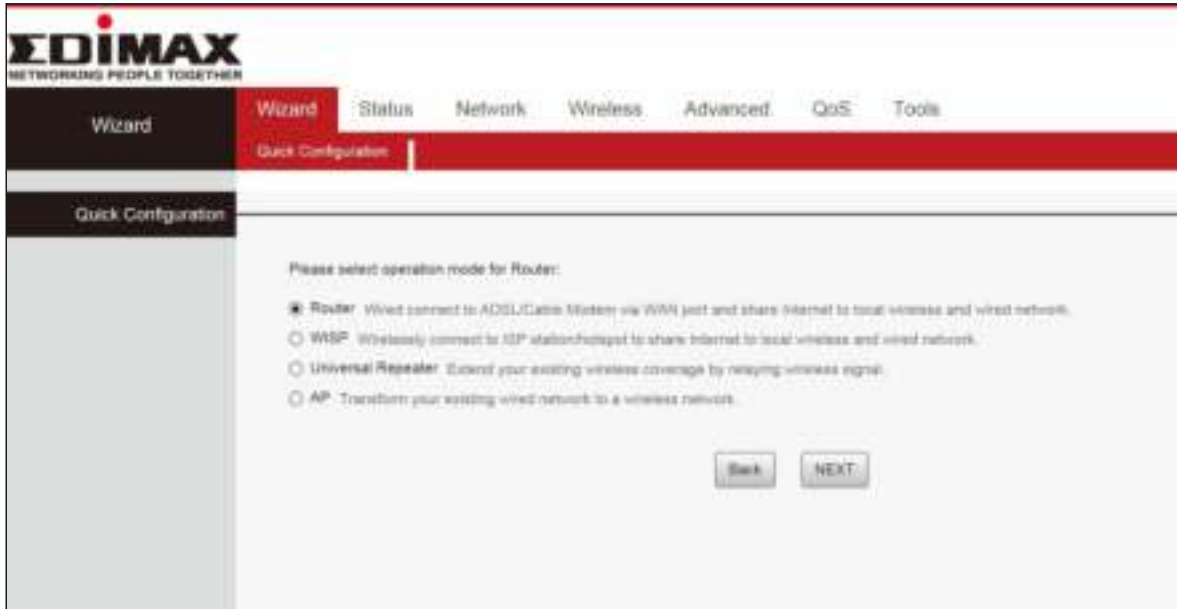 EDIMAX
NETWORKING PEOPLE TOGETHER
Wizard
Wizard Status Network Wireless Advanced QoS Tools
Quick Configuration
Quick Configuration
Please select operation mode for Router:
Router Wired connect to ADSL/Cable Modem via WAN port and share Internet to local wireless and wired network.
WISP Wirelessly connect to ISP station/hotspot to share Internet to local wireless and wired network.
Universal Repeater Extend your existing wireless coverage by relaying wireless signal.
AP Transform your existing wired network to a wireless network.
Back NEXT